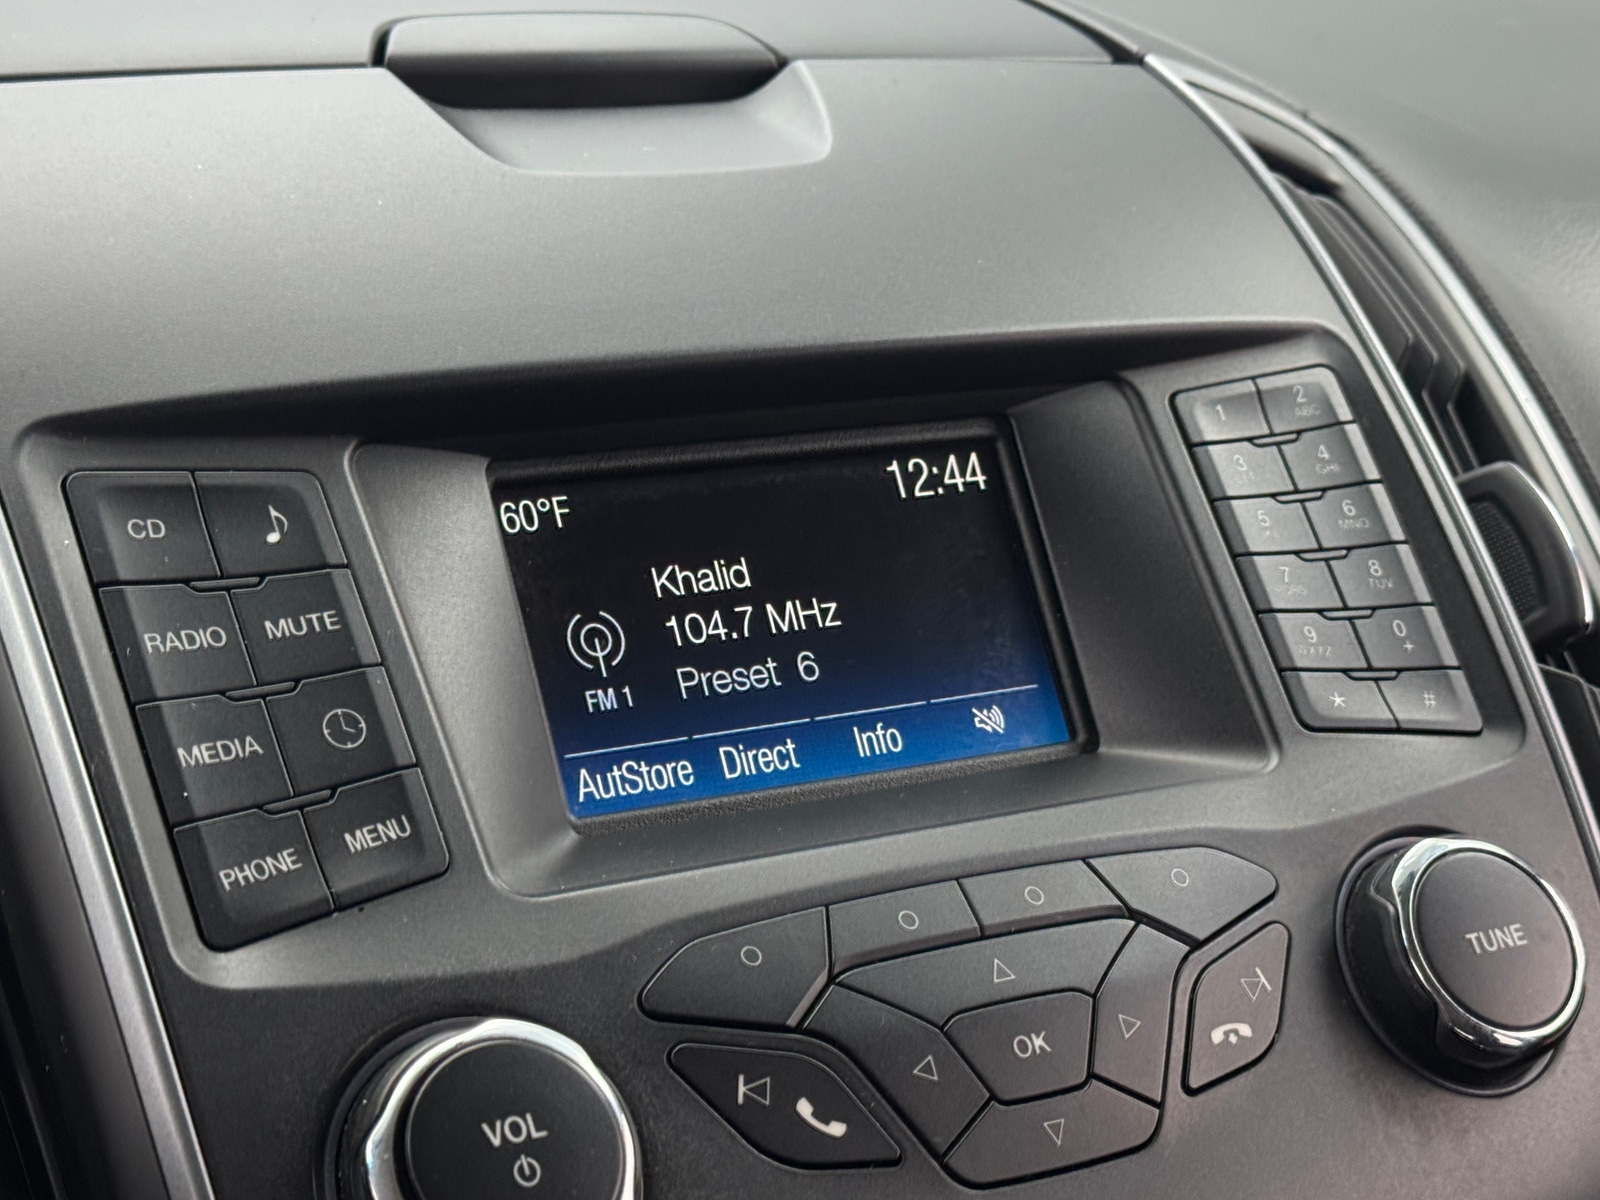 60°F
12:44
Khalid
104.7 MHz
Preset 6
FM 1
AutStore Direct Info
CD
RADIO MUTE
MEDIA
PHONE MENU
1 2 ABC
3 4 GHI
5 6 MNO
7 8 TUV
9 0 +
* #
OK
VOL
TUNE